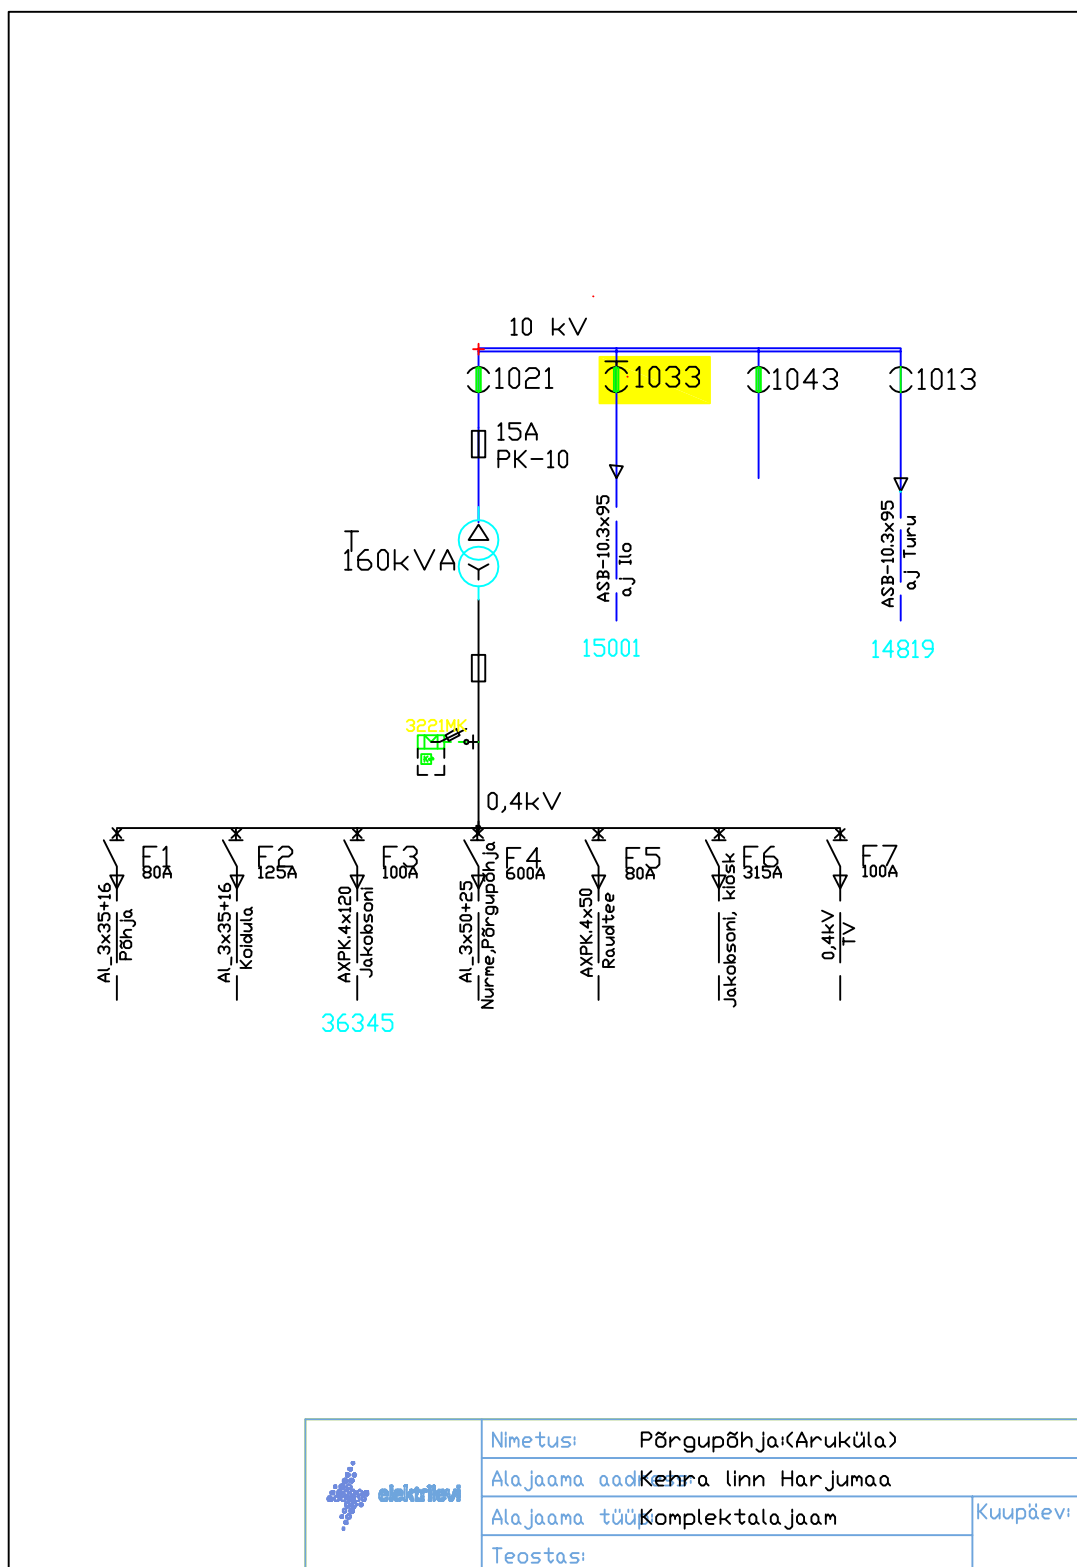 10 kV
1021
1033
1043
1013
15A
PK-10
T
160kVA
ASB-10.3x95
aj Ilo
ASB-10.3x95
aj Turu
15001
14819
3221MK
0,4kV
F1
80A
F2
125A
F3
100A
F4
600A
F5
80A
F6
315A
F7
100A
Al_3x35+16
Põhja
Al_3x35+16
Koidula
AXPK.4x120
Jakobsoni
Al_3x50+25
Nurme,Põrgupõhja
AXPK.4x50
Raudtee
Jakobsoni, kiosk
0,4kV
TV
36345
elektrilevi
Nimetus: Põrgupõhja:(Aruküla)
Alajaama aadress: Kehra linn Harjumaa
Alajaama tüüp: Komplektalajaam
Kuupäev:
Teostas: